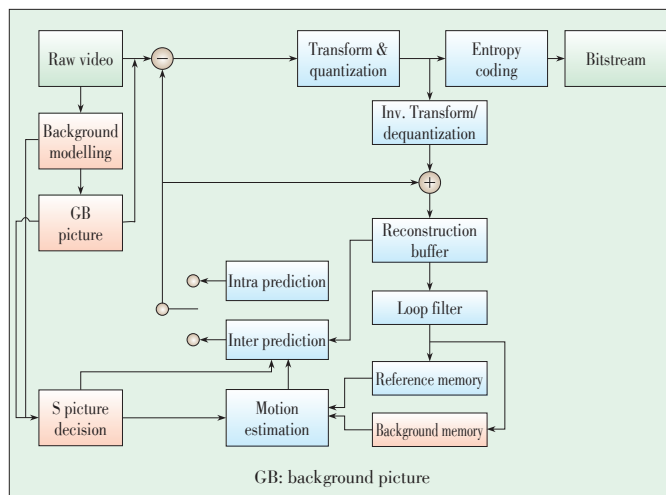 Raw video
Transform &
quantization
Entropy
coding
Bitstream
Inv. Transform/
dequantization
Background
modelling
GB
picture
Reconstruction
buffer
Intra prediction
Loop filter
Inter prediction
Reference memory
S picture
decision
Motion
estimation
Background memory
GB: background picture